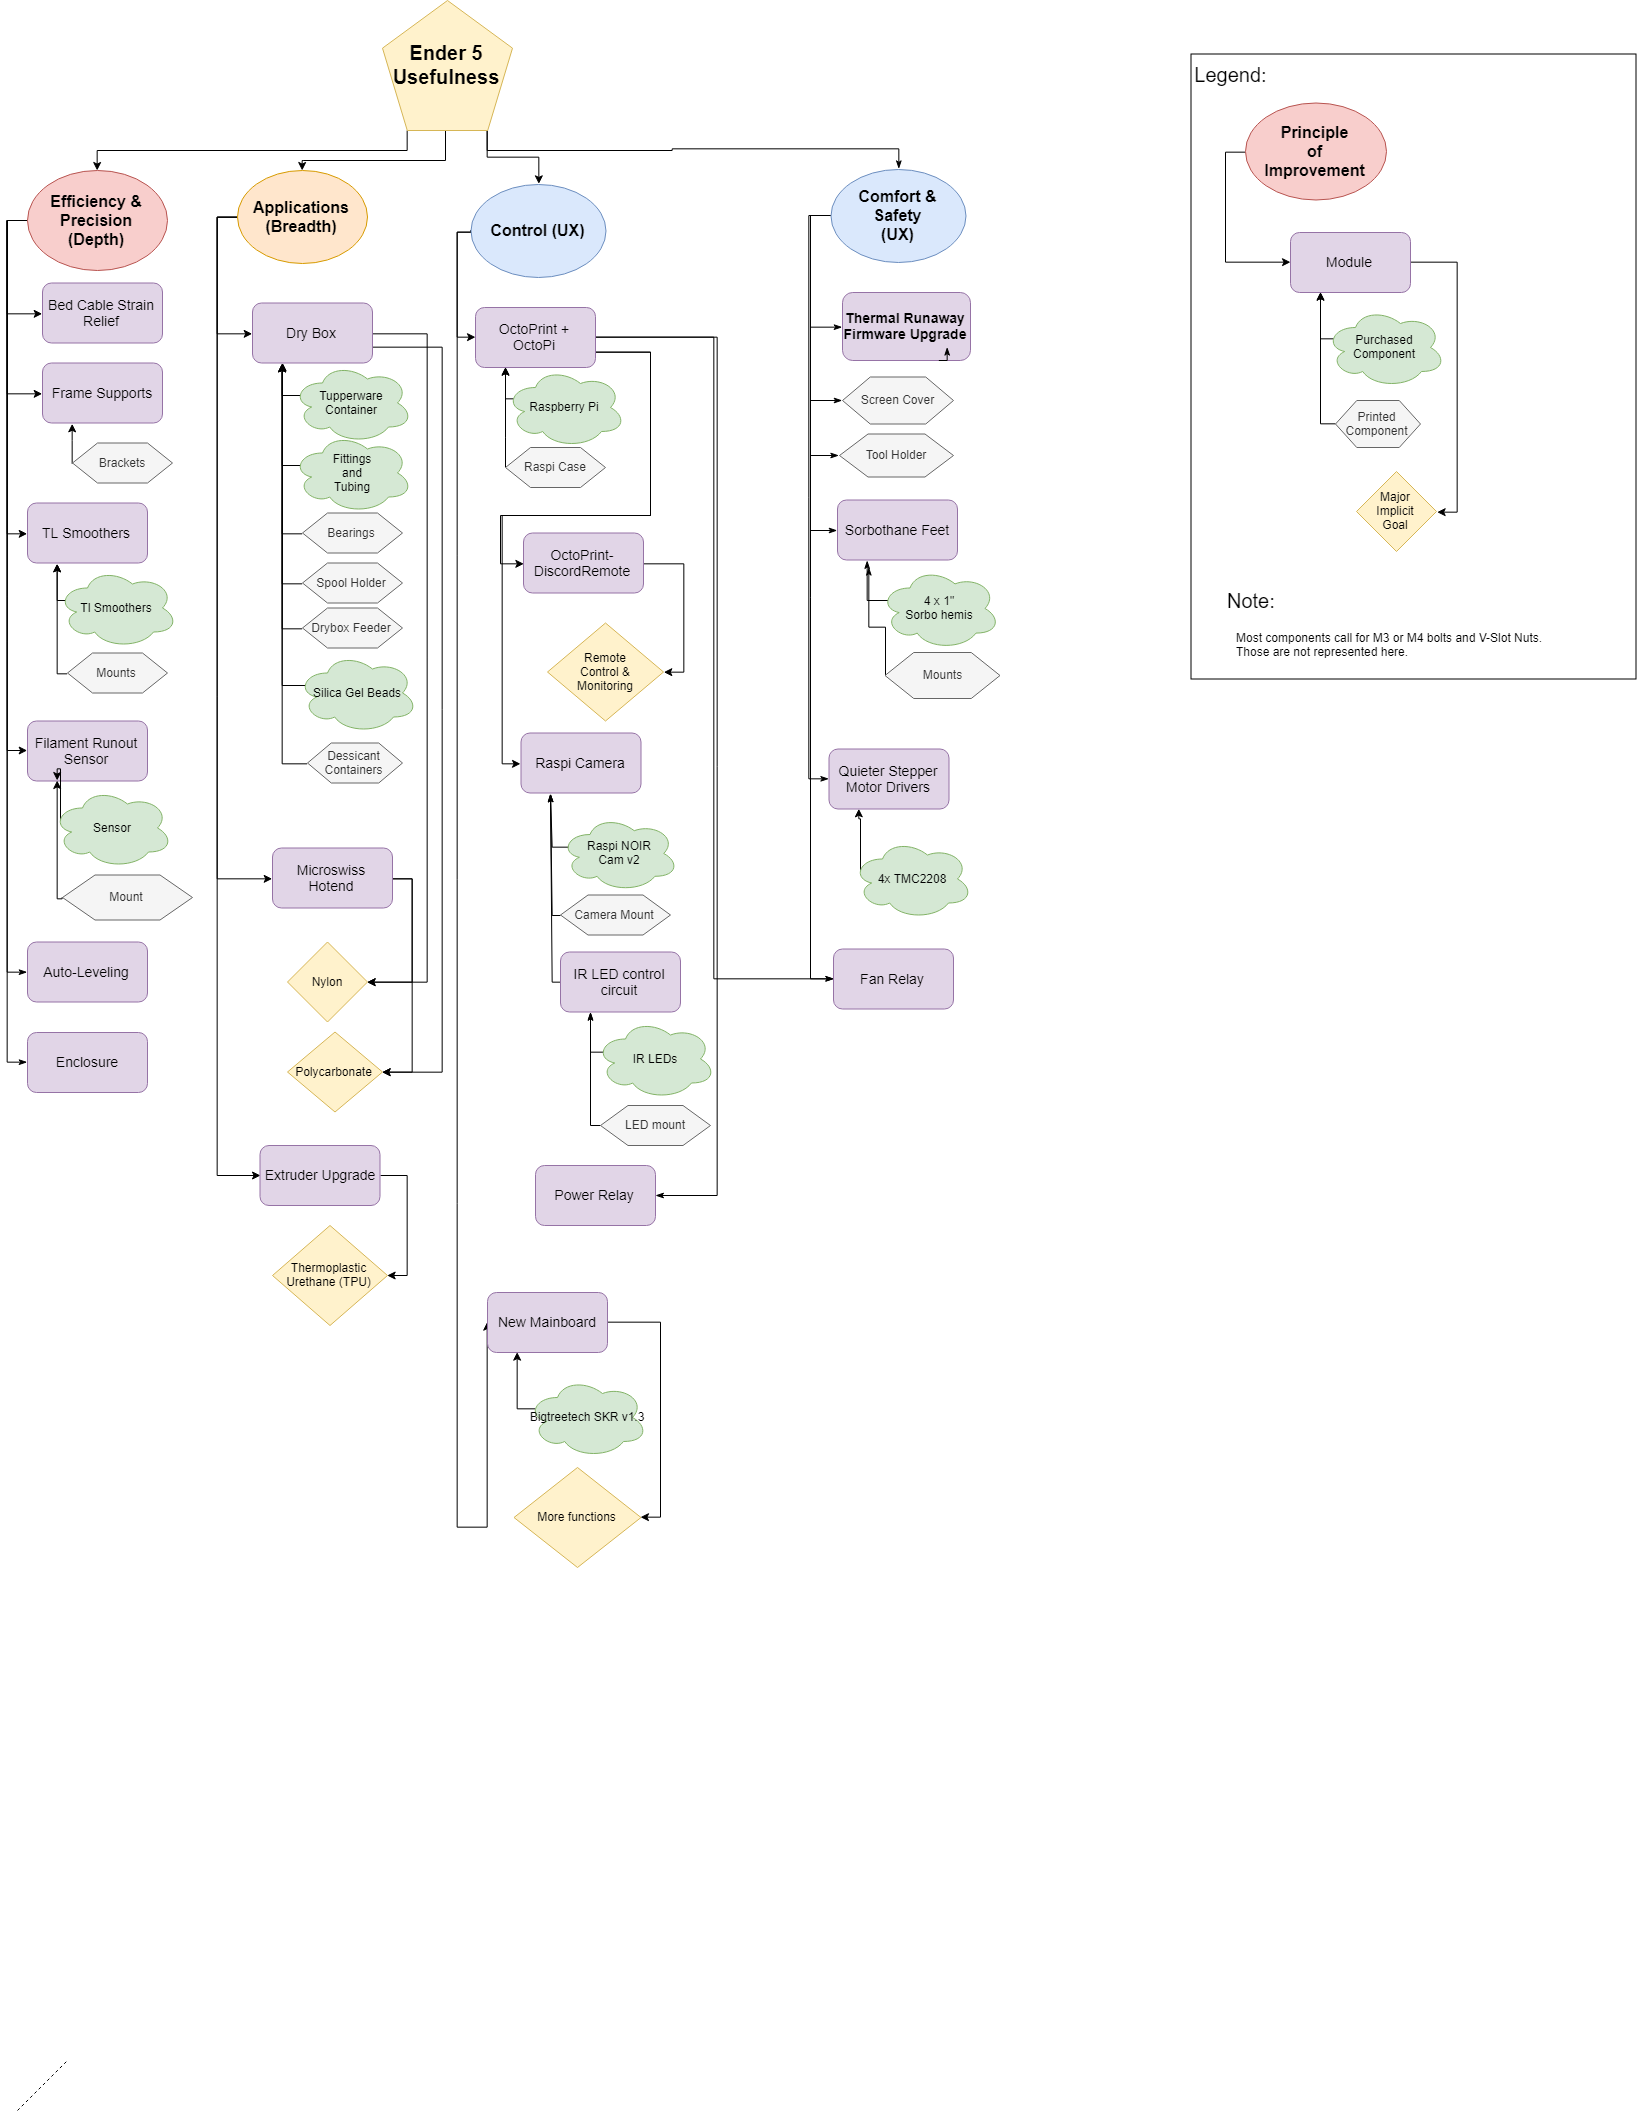 Ender 5
Usefulness
Efficiency &
Precision
(Depth)
Bed Cable Strain
Relief
Frame Supports
Brackets
TL Smoothers
Tl Smoothers
Mounts
Filament Runout
Sensor
Sensor
Mount
Auto-Leveling
Enclosure
Applications
(Breadth)
Dry Box
Tupperware
Container
Fittings
and
Tubing
Bearings
Spool Holder
Drybox Feeder
Silica Gel Beads
Dessicant
Containers
Microswiss
Hotend
Nylon
Polycarbonate
Extruder Upgrade
Thermoplastic
Urethane (TPU)
Control (UX)
OctoPrint +
OctoPi
Raspberry Pi
Raspi Case
OctoPrint-
DiscordRemote
Remote
Control &
Monitoring
Raspi Camera
Raspi NOIR
Cam v2
Camera Mount
IR LED control
circuit
IR LEDs
LED mount
Power Relay
New Mainboard
Bigtreetech SKR v1.3
More functions
Comfort &
Safety
(UX)
Thermal Runaway
Firmware Upgrade
Screen Cover
Tool Holder
Sorbothane Feet
4 x 1"
Sorbo hemis
Mounts
Quieter Stepper
Motor Drivers
4x TMC2208
Fan Relay
Legend:
Principle
of
Improvement
Module
Purchased
Component
Printed
Component
Major
Implicit
Goal
Note:
Most components call for M3 or M4 bolts and V-Slot Nuts.
Those are not represented here.